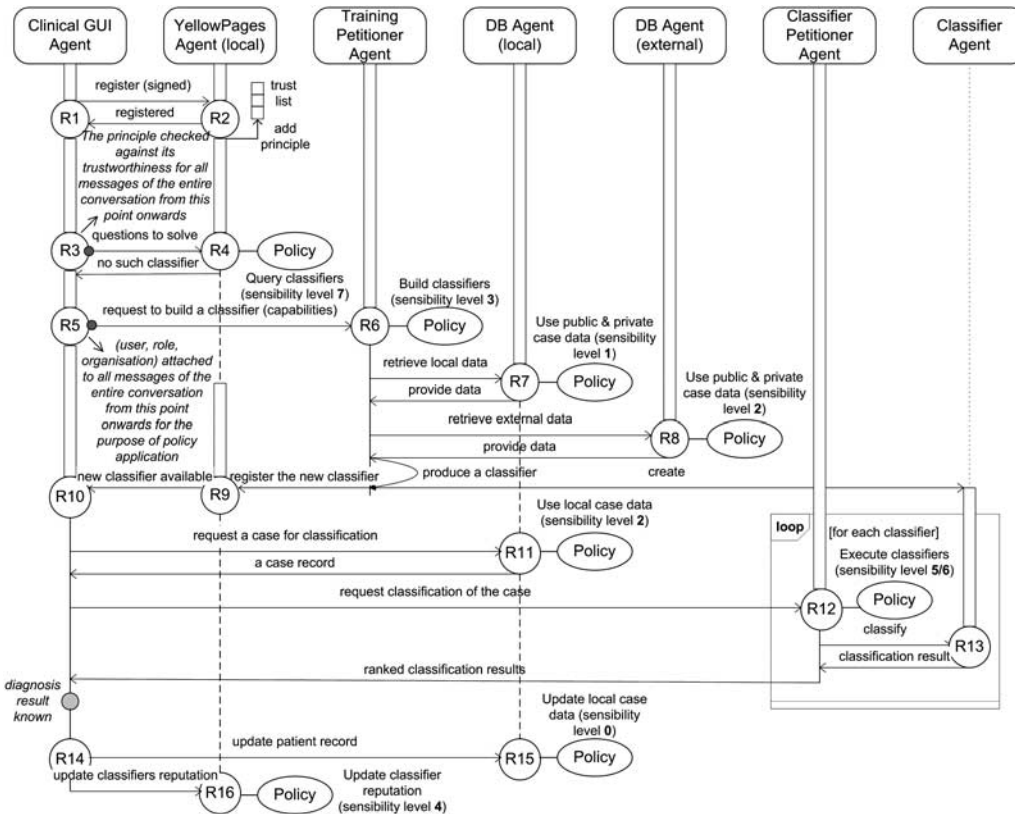 Clinical GUI
Agent
YellowPages
Agent (local)
Training
Petitioner
Agent
DB Agent
(local)
DB Agent
(external)
Classifier
Petitioner
Agent
Classifier
Agent
register (signed)
trust
list
R1
registered
R2
add
principle
The principle checked
against its
trustworthiness for all
messages of the entire
conversation from this
point onwards
questions to solve
R3
R4
Policy
no such classifier
Query classifiers
(sensibility level 7)
Build classifiers
(sensibility level 3)
request to build a classifier (capabilities)
R5
R6
Policy
(user, role,
organisation) attached
to all messages of the
entire conversation
from this point
onwards for the
purpose of policy
application
Use public & private
case data (sensibility
level 1)
retrieve local data
R7
Policy
provide data
Use public & private
case data (sensibility
level 2)
retrieve external data
R8
Policy
provide data
produce a classifier
create
new classifier available
register the new classifier
R10
R9
Use local case data
(sensibility level 2)
request a case for classification
R11
Policy
a case record
loop
[for each classifier]
Execute classifiers
(sensibility level 5/6)
request classification of the case
R12
Policy
classify
R13
classification result
ranked classification results
diagnosis
result
known
Update local case
data (sensibility
level 0)
update patient record
R14
R15
Policy
update classifiers reputation
R16
Policy
Update classifier
reputation
(sensibility level 4)